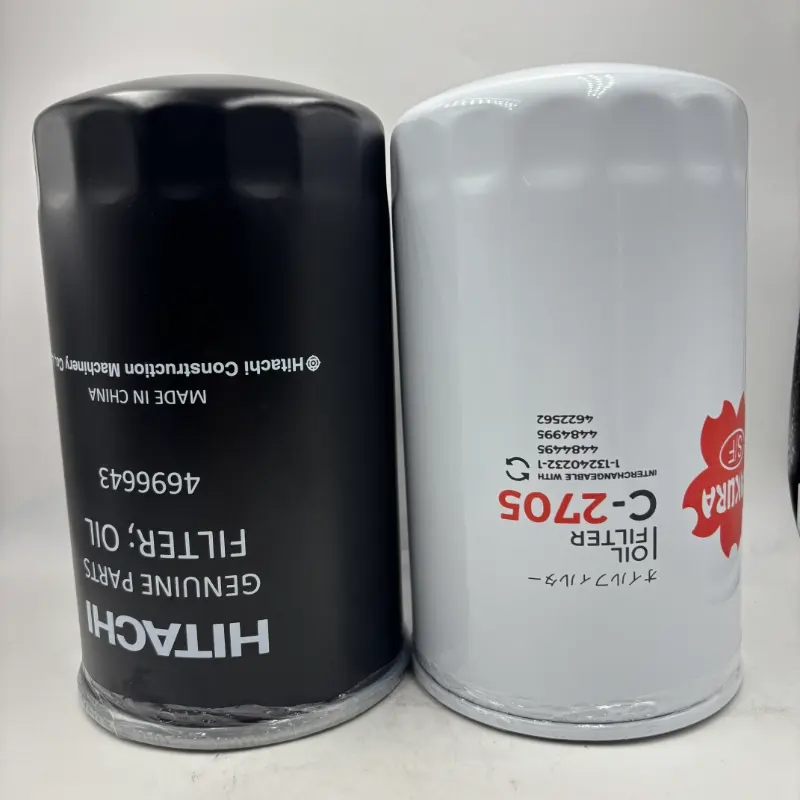 HITACHI
GENUINE PARTS
FILTER; OIL
4696643
MADE IN CHINA
Hitachi Construction Machinery Co.,
オイルフィルター
OIL
FILTER
C-2705
INTERCHANGEABLE WITH
1-13240232-1
4484495
4484995
4622562
KURA
S/F